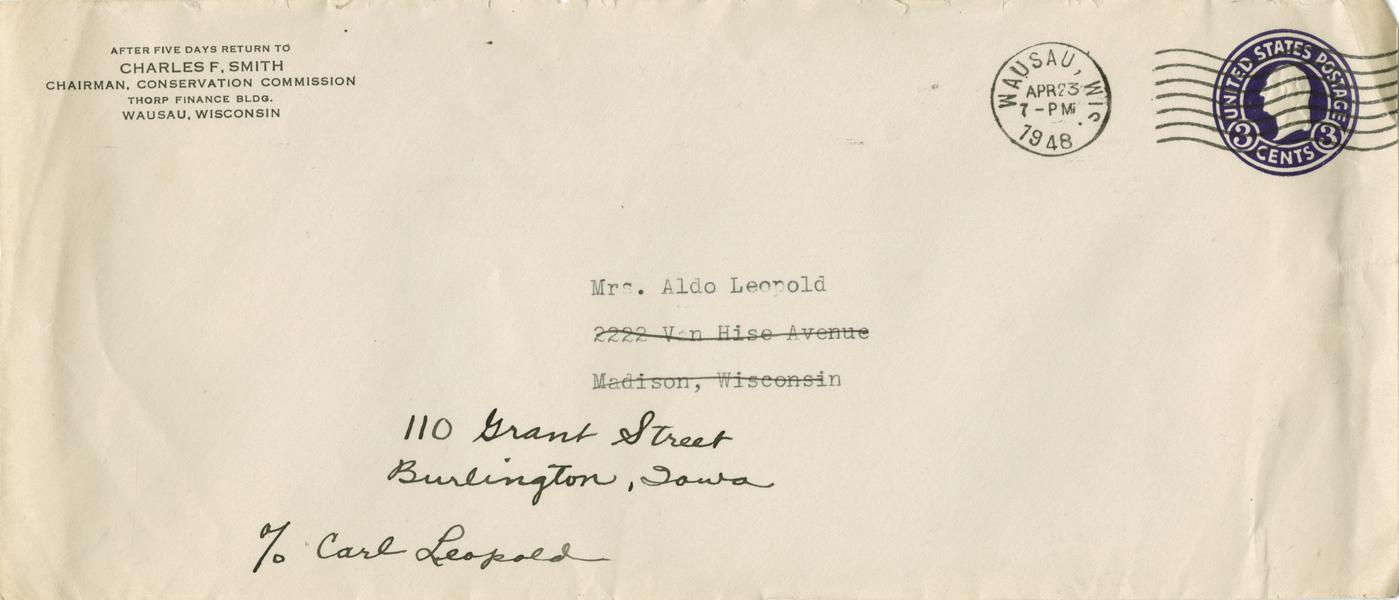 AFTER FIVE DAYS RETURN TO
CHARLES F. SMITH
CHAIRMAN, CONSERVATION COMMISSION
THORP FINANCE BLDG.
WAUSAU, WISCONSIN
WAUSAU, WIS.
APR 23
7-PM
1948
UNITED STATES POSTAGE
3 CENTS 3
Mrs. Aldo Leopold
2222 Van Hise Avenue
Madison, Wisconsin
110 Grant Street
Burlington, Iowa
℅ Carl Leopold